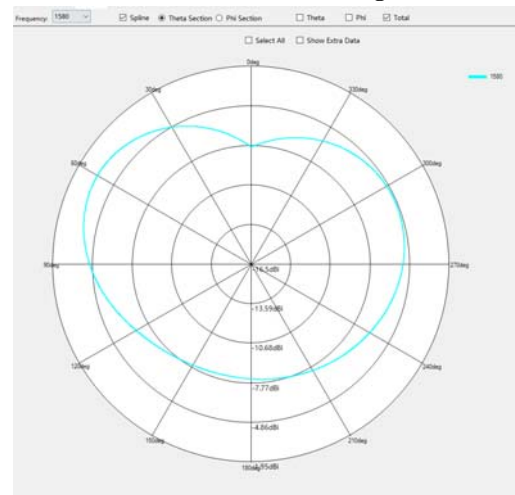 Frequency: 1580 Spline Theta Section Phi Section Theta Phi Total
Select All Show Extra Data
0deg
1580
30deg 330deg
60deg 300deg
90deg -16.5dBi 270deg
-13.59dBi
-10.68dBi
120deg 240deg
-7.77dBi
-4.86dBi
150deg 210deg
180deg